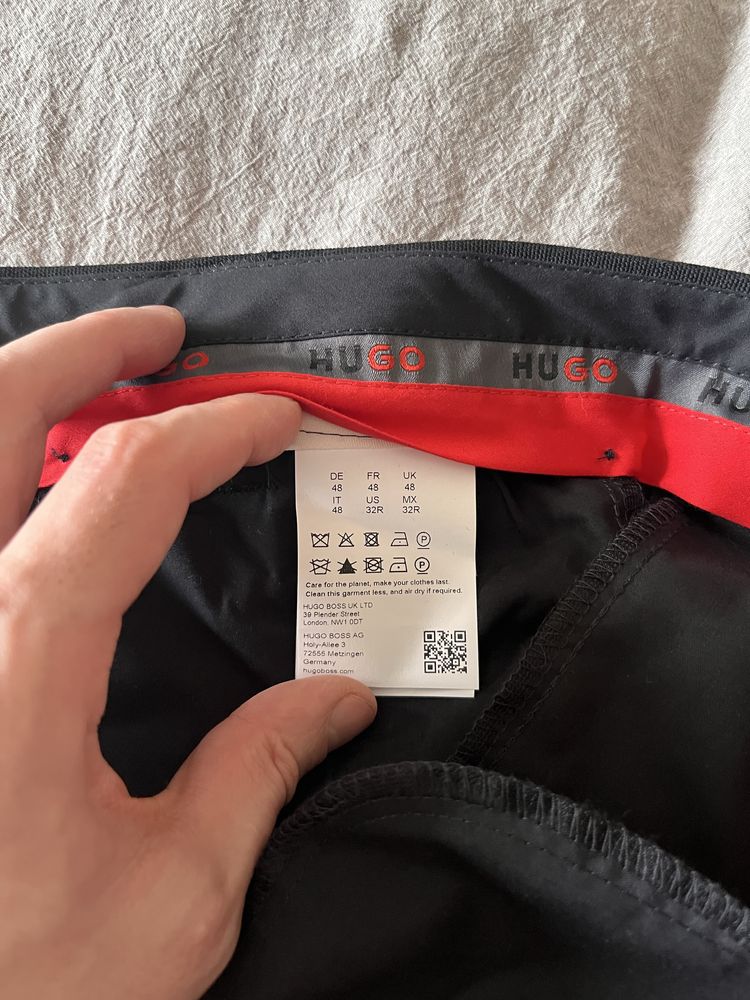 GO HUGO HUGO HU
DE FR UK
48 48 48
IT US MX
48 32R 32R
P
P
Care for the planet, make your clothes last.
Clean this garment less, and air dry if required.
HUGO BOSS UK LTD
39 Plender Street
London, NW1 0DT
HUGO BOSS AG
Holy-Allee 3
72555 Metzingen
Germany
hugoboss.com